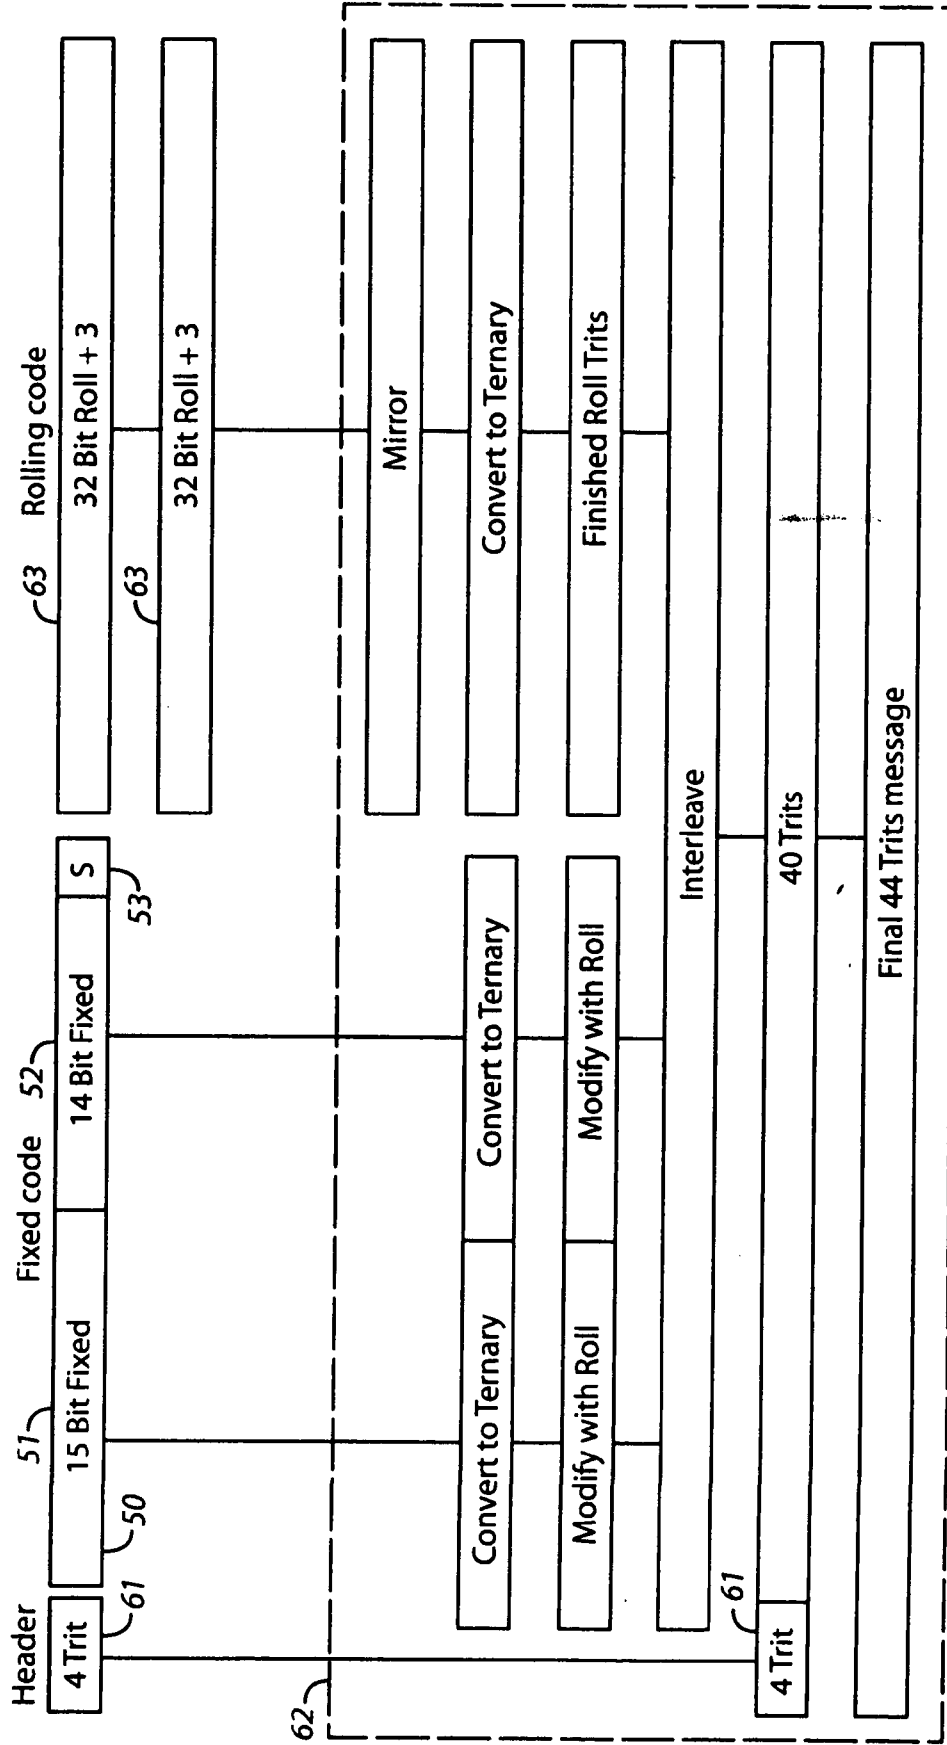 Header
Fixed code
Rolling code
63
61
50
51
52
53
4 Trit
15 Bit Fixed
14 Bit Fixed
S
32 Bit Roll + 3
63
32 Bit Roll + 3
62
Mirror
Convert to Ternary
Convert to Ternary
Convert to Ternary
Modify with Roll
Modify with Roll
Finished Roll Trits
Interleave
61
4 Trit
40 Trits
Final 44 Trits message